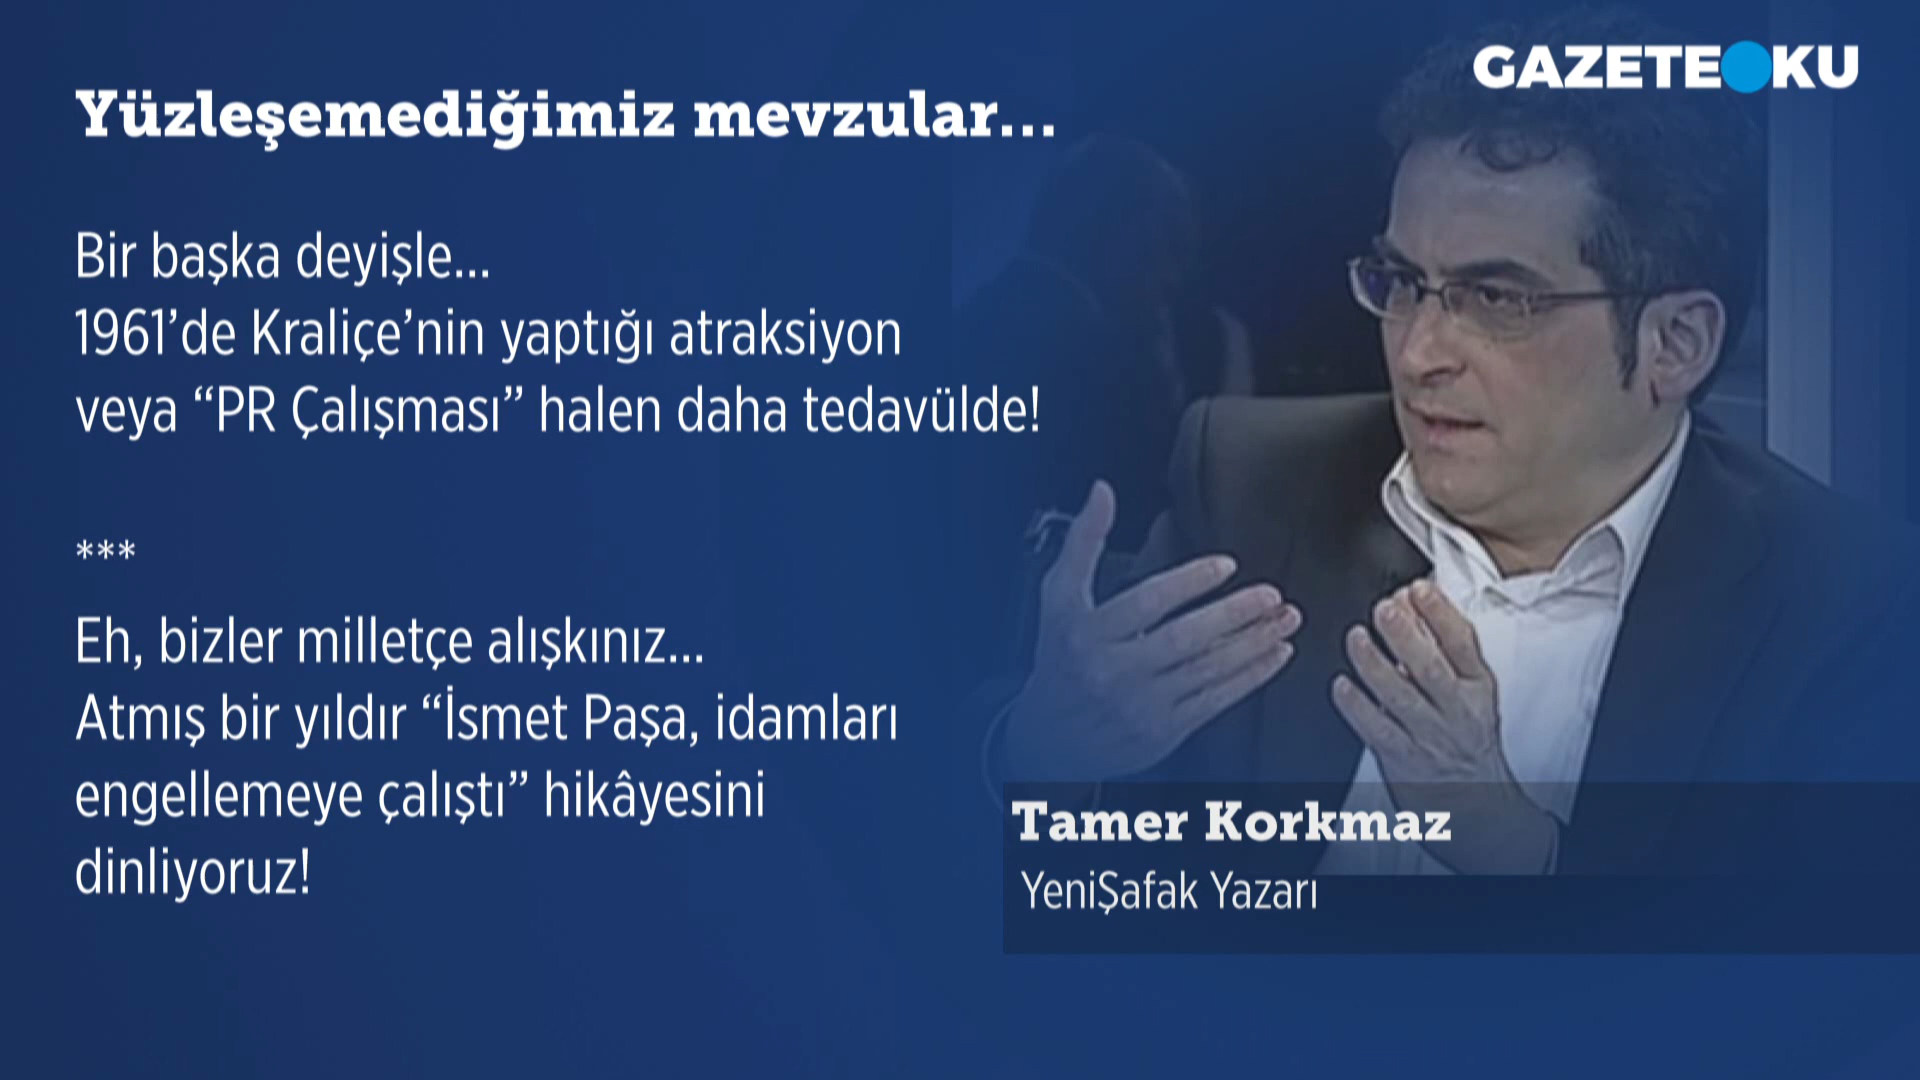 GAZETE OKU
Yüzleşemediğimiz mevzular...
Bir başka deyişle...
1961’de Kraliçe’nin yaptığı atraksiyon
veya “PR Çalışması” halen daha tedavülde!
***
Eh, bizler milletçe alışkınız...
Atmış bir yıldır “İsmet Paşa, idamları
engellemeye çalıştı” hikâyesini
dinliyoruz!
Tamer Korkmaz
YeniŞafak Yazarı